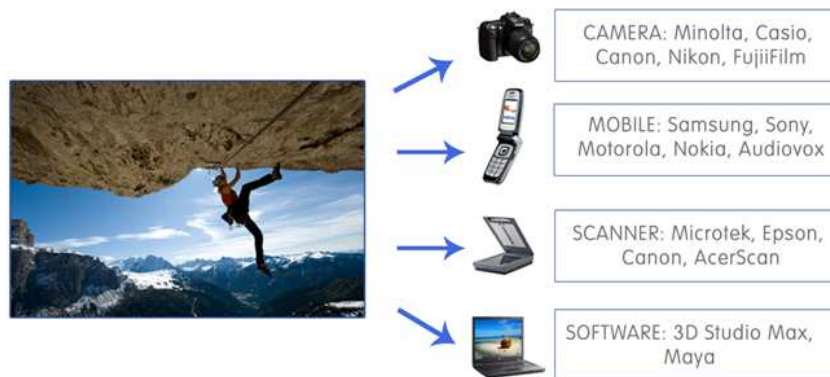 CAMERA: Minolta, Casio,
Canon, Nikon, FujiiFilm
MOBILE: Samsung, Sony,
Motorola, Nokia, Audiovox
SCANNER: Microtek, Epson,
Canon, AcerScan
SOFTWARE: 3D Studio Max,
Maya